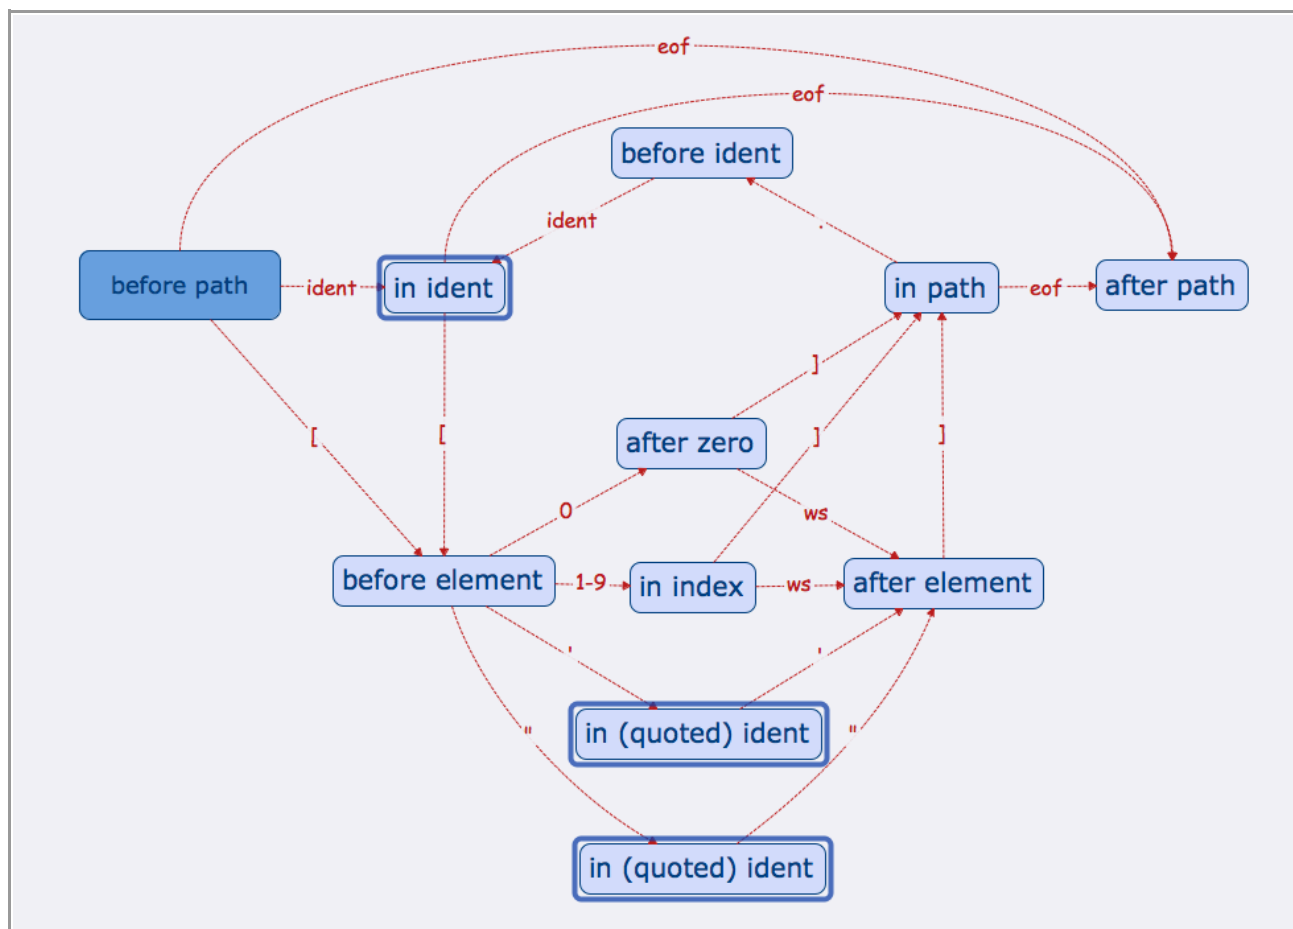 eof
eof
before ident
ident
.
before path
ident
in ident
in path
eof
after path
]
[
[
after zero
]
]
0
ws
before element
1-9
in index
ws
after element
'
'
"
in (quoted) ident
"
in (quoted) ident